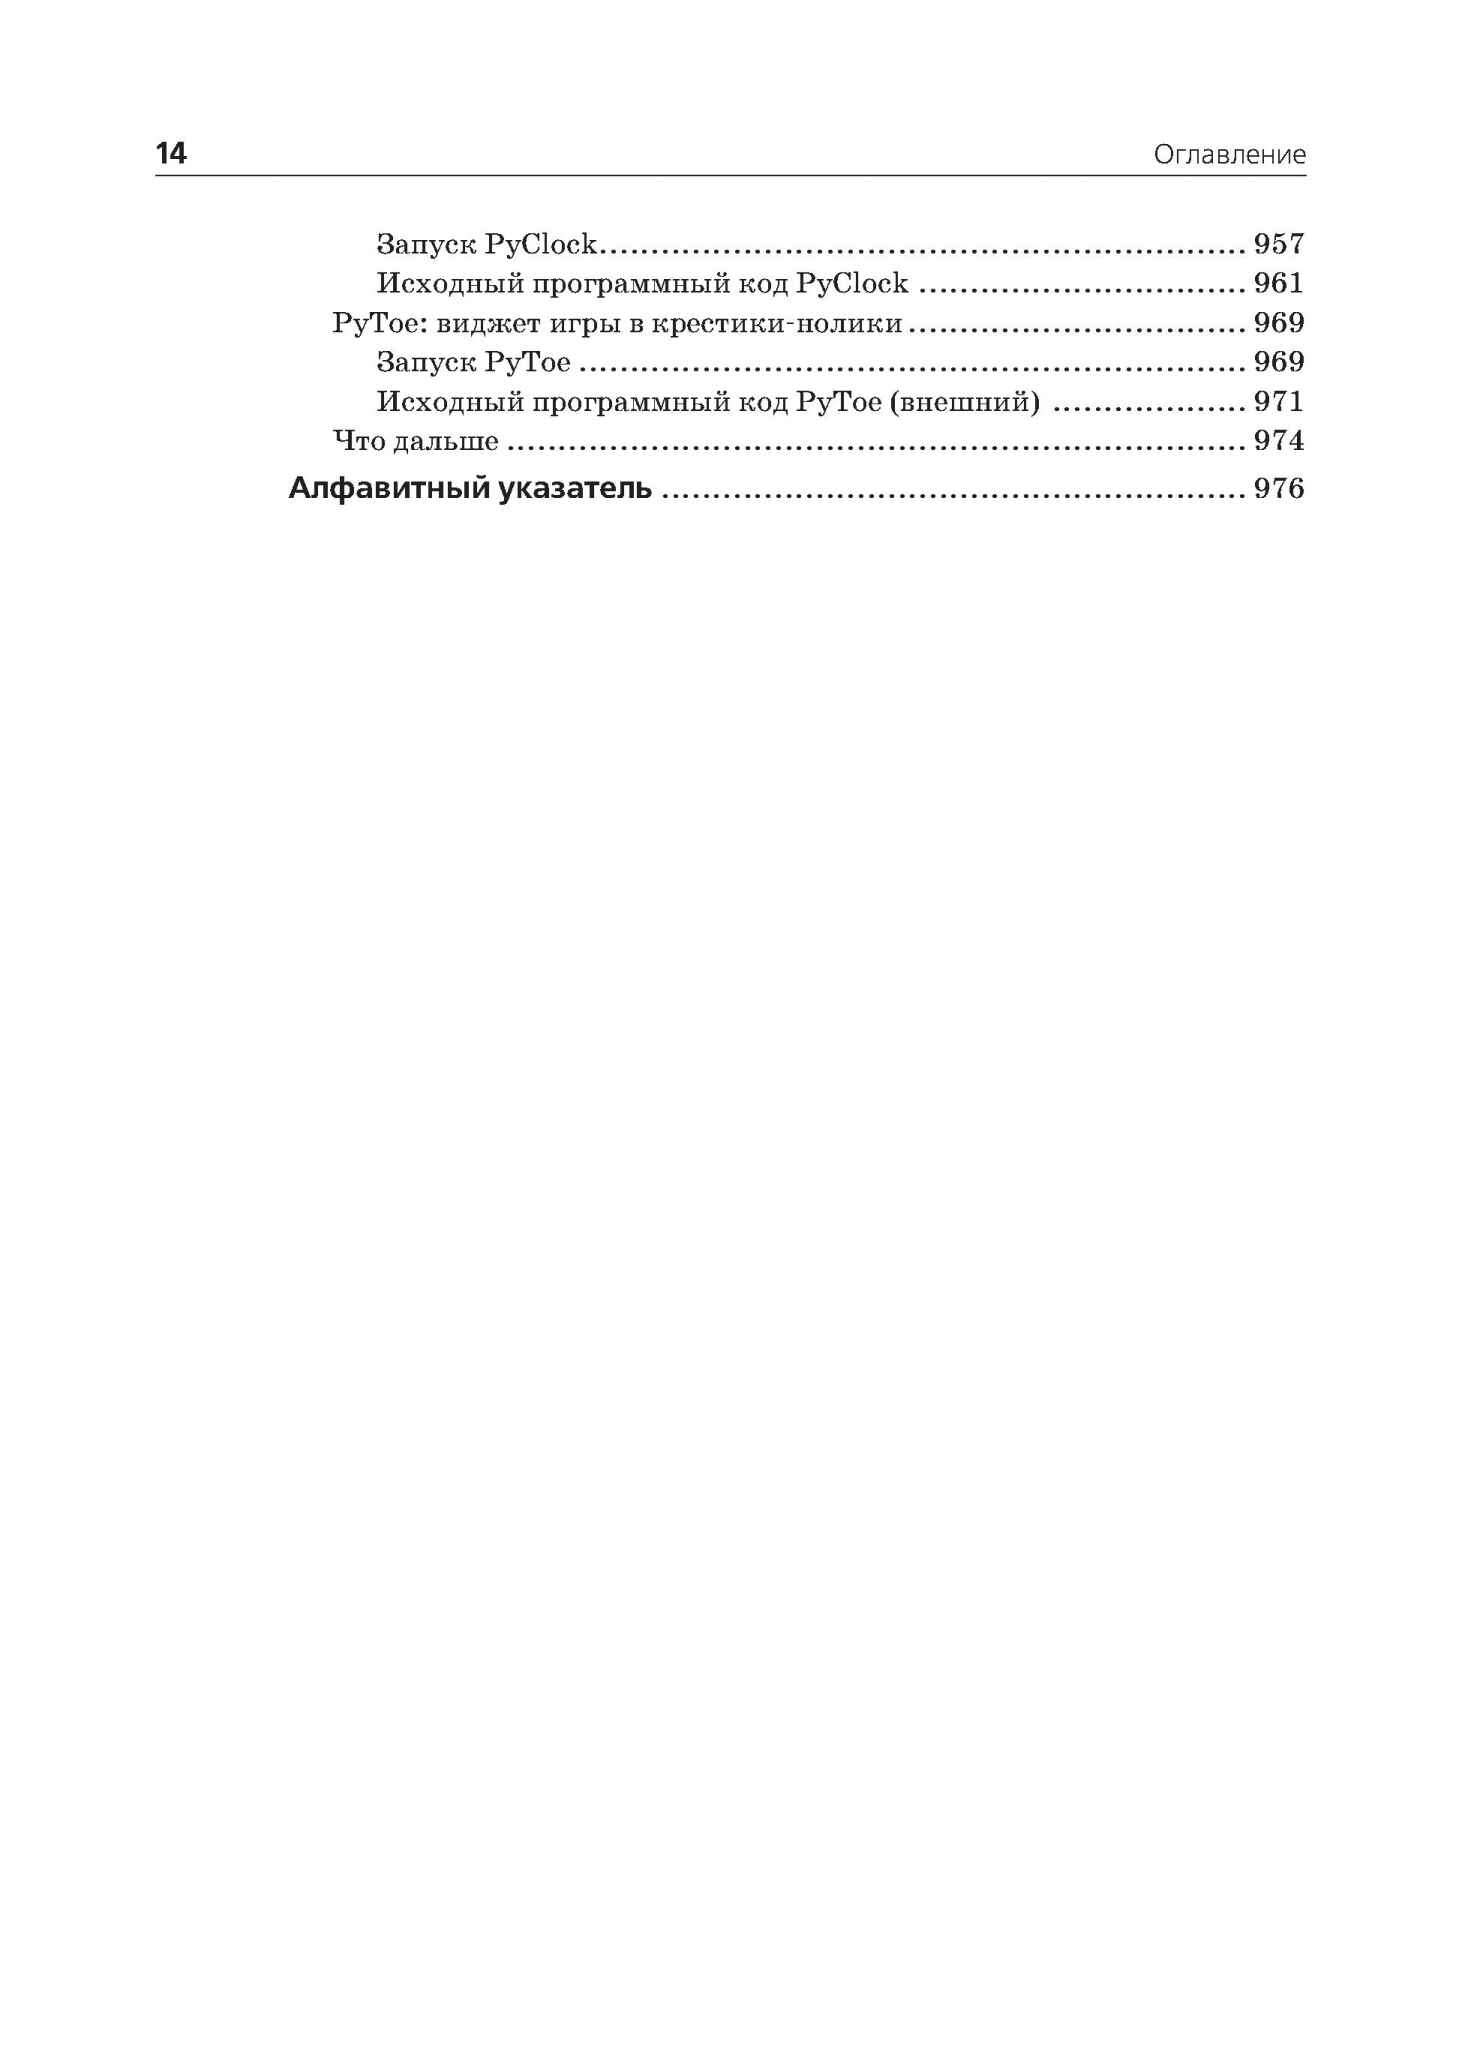 14 Оглавление
Запуск PyClock............................................................... 957
Исходный программный код PyClock ................................ 961
PyToe: виджет игры в крестики-нолики................................. 969
Запуск PyToe ................................................................. 969
Исходный программный код PyToe (внешний) ................... 971
Что дальше ........................................................................ 974
Алфавитный указатель ......................................................... 976